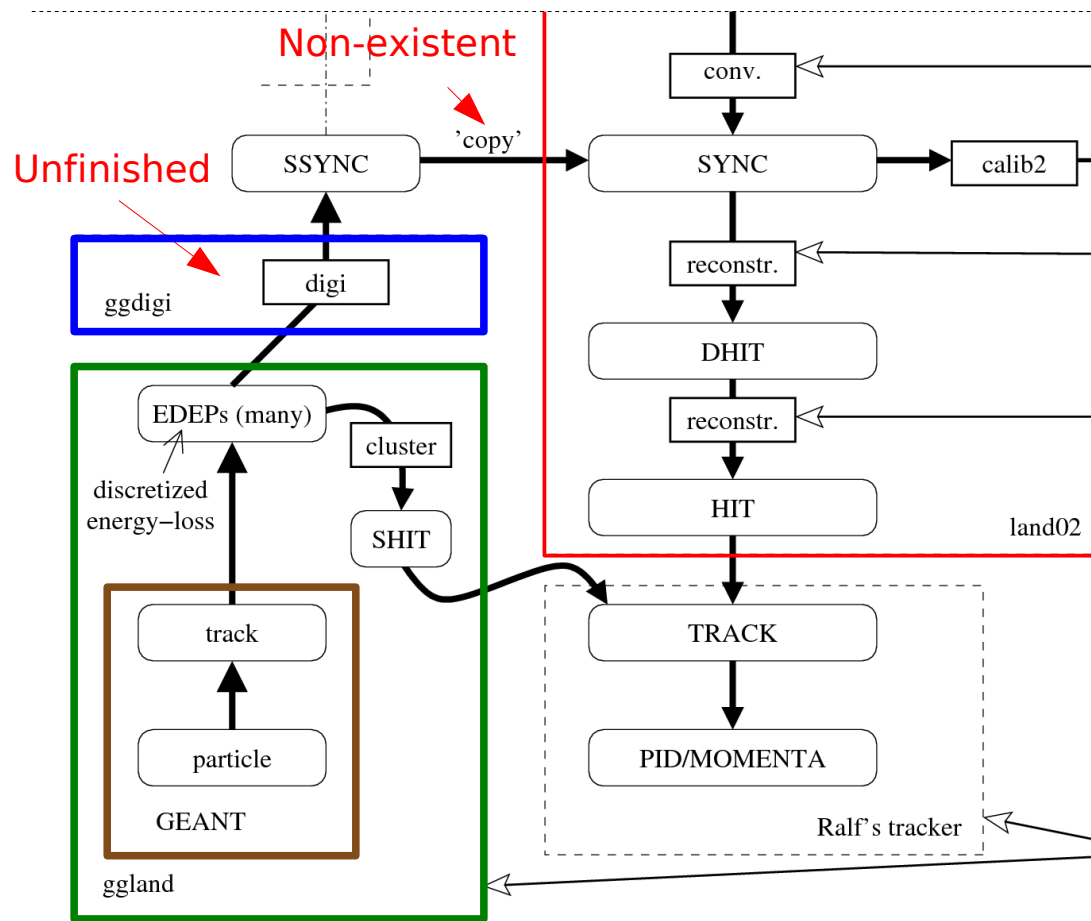 Non-existent
conv.
'copy'
SSYNC
SYNC
calib2
Unfinished
reconstr.
digi
ggdigi
DHIT
EDEPs (many)
reconstr.
cluster
discretized
energy−loss
HIT
land02
SHIT
track
TRACK
particle
PID/MOMENTA
GEANT
Ralf's tracker
ggland